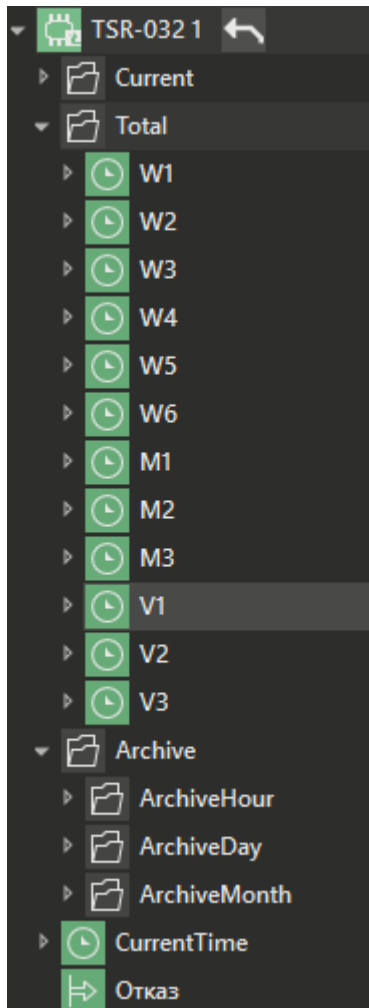 TSR-032 1
Current
Total
W1
W2
W3
W4
W5
W6
M1
M2
M3
V1
V2
V3
Archive
ArchiveHour
ArchiveDay
ArchiveMonth
CurrentTime
Отказ